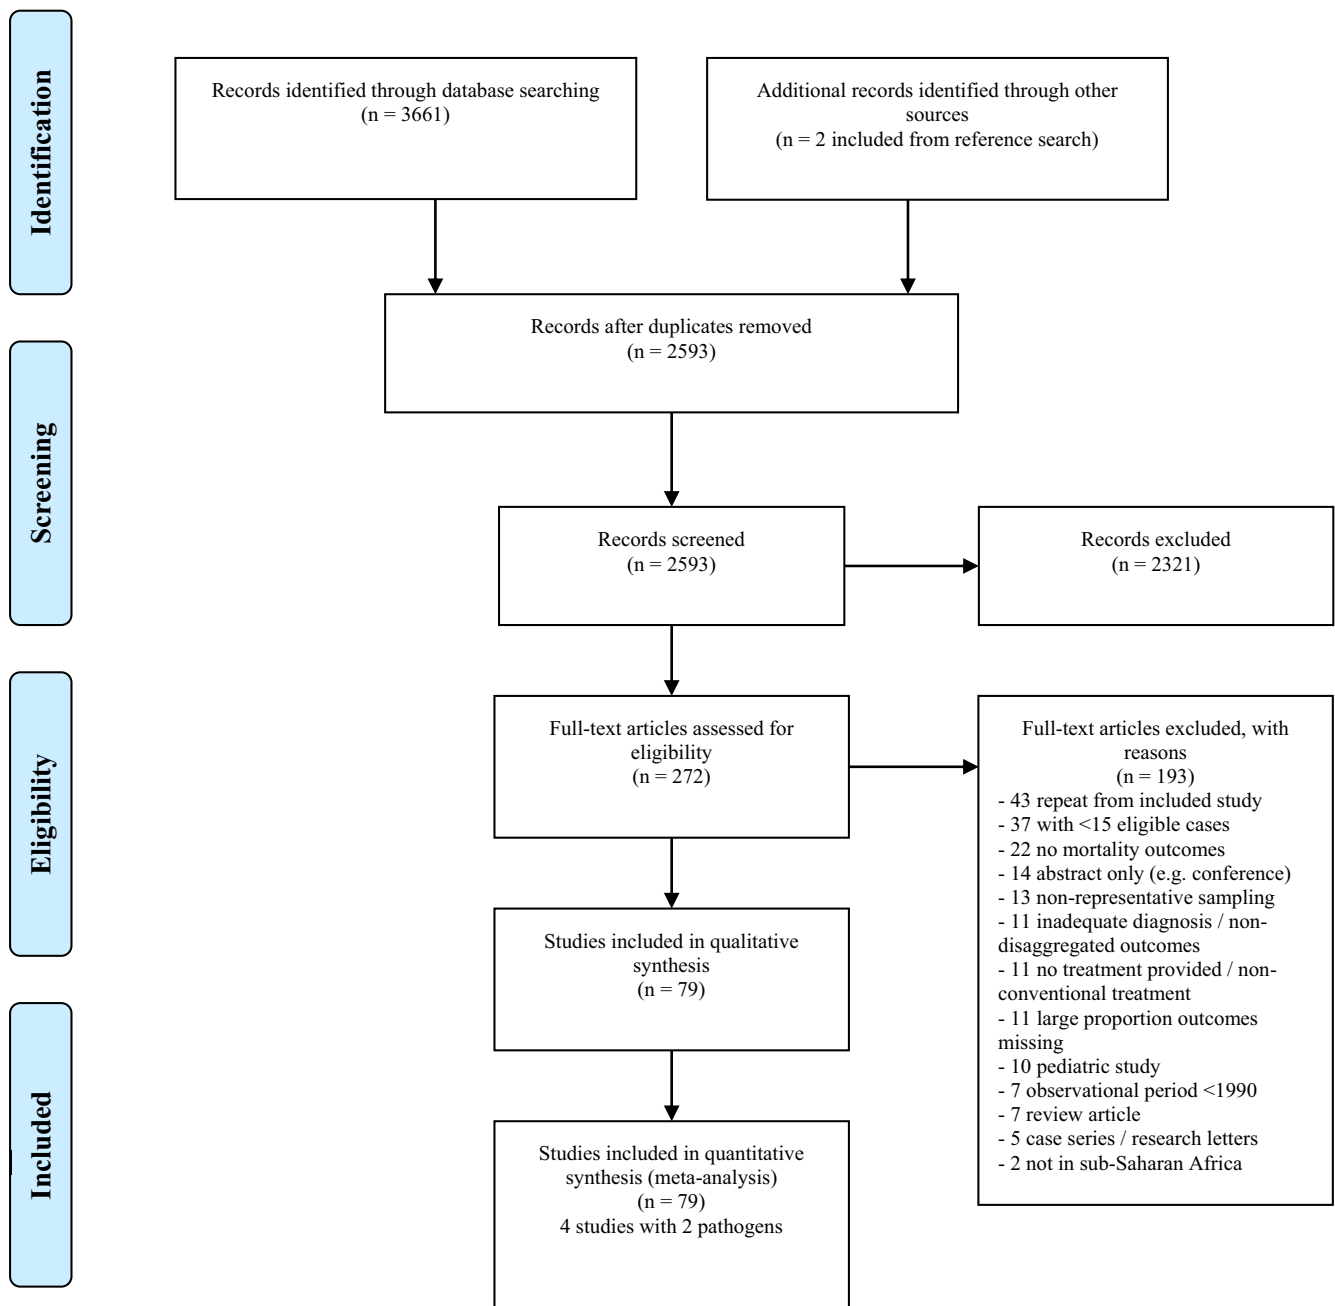 Identification
Records identified through database searching
(n = 3661)
Additional records identified through other
sources
(n = 2 included from reference search)
Records after duplicates removed
(n = 2593)
Screening
Records screened
(n = 2593)
Records excluded
(n = 2321)
Eligibility
Full-text articles assessed for
eligibility
(n = 272)
Full-text articles excluded, with
reasons
(n = 193)
- 43 repeat from included study
- 37 with <15 eligible cases
- 22 no mortality outcomes
- 14 abstract only (e.g. conference)
- 13 non-representative sampling
- 11 inadequate diagnosis / non-
disaggregated outcomes
- 11 no treatment provided / non-
conventional treatment
- 11 large proportion outcomes
missing
- 10 pediatric study
- 7 observational period <1990
- 7 review article
- 5 case series / research letters
- 2 not in sub-Saharan Africa
Studies included in qualitative
synthesis
(n = 79)
Included
Studies included in quantitative
synthesis (meta-analysis)
(n = 79)
4 studies with 2 pathogens